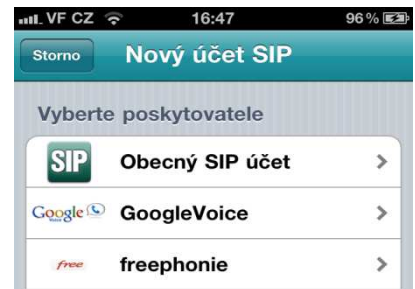 VF CZ 16:47 96 %
Storno Nový účet SIP
Vyberte poskytovatele
SIP Obecný SIP účet
Google GoogleVoice
free freephonie